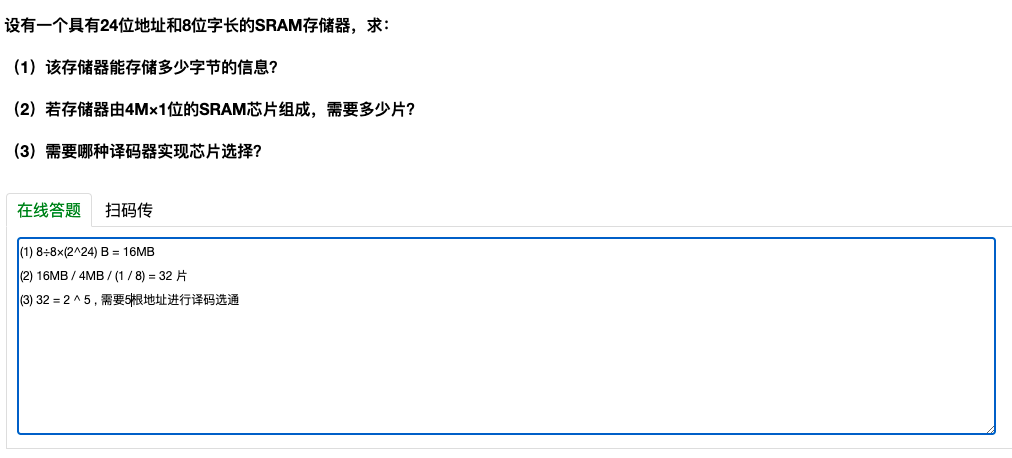 设有一个具有24位地址和8位字长的SRAM存储器，求：
（1）该存储器能存储多少字节的信息？
（2）若存储器由4M×1位的SRAM芯片组成，需要多少片？
（3）需要哪种译码器实现芯片选择？
在线答题 扫码传
(1) 8÷8×(2^24) B = 16MB
(2) 16MB / 4MB / (1 / 8) = 32 片
(3) 32 = 2 ^ 5 , 需要5根地址进行译码选通